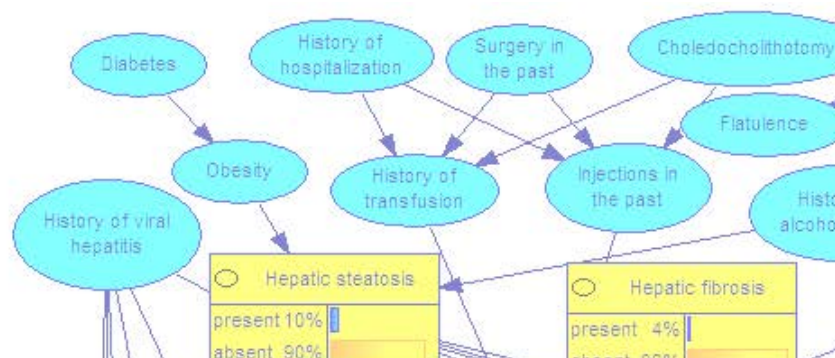 Diabetes
History of
hospitalization
Surgery in
the past
Choledocholithotomy
Flatulence
Obesity
History of
transfusion
Injections in
the past
History of viral
hepatitis
Hepatic steatosis
present 10%
absent 90%
Hepatic fibrosis
present 4%
absent